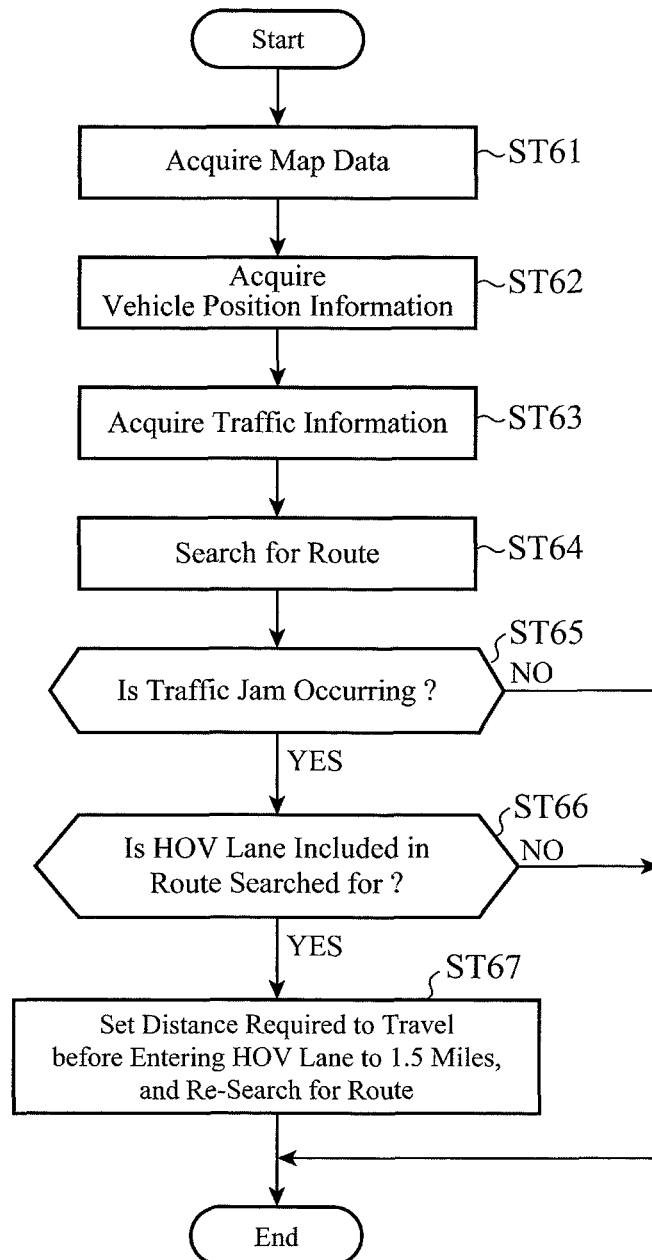 Start
Acquire Map Data
ST61
Acquire
Vehicle Position Information
ST62
Acquire Traffic Information
ST63
Search for Route
ST64
ST65
Is Traffic Jam Occurring ?
NO
YES
ST66
Is HOV Lane Included in
Route Searched for ?
NO
YES
ST67
Set Distance Required to Travel
before Entering HOV Lane to 1.5 Miles,
and Re-Search for Route
End